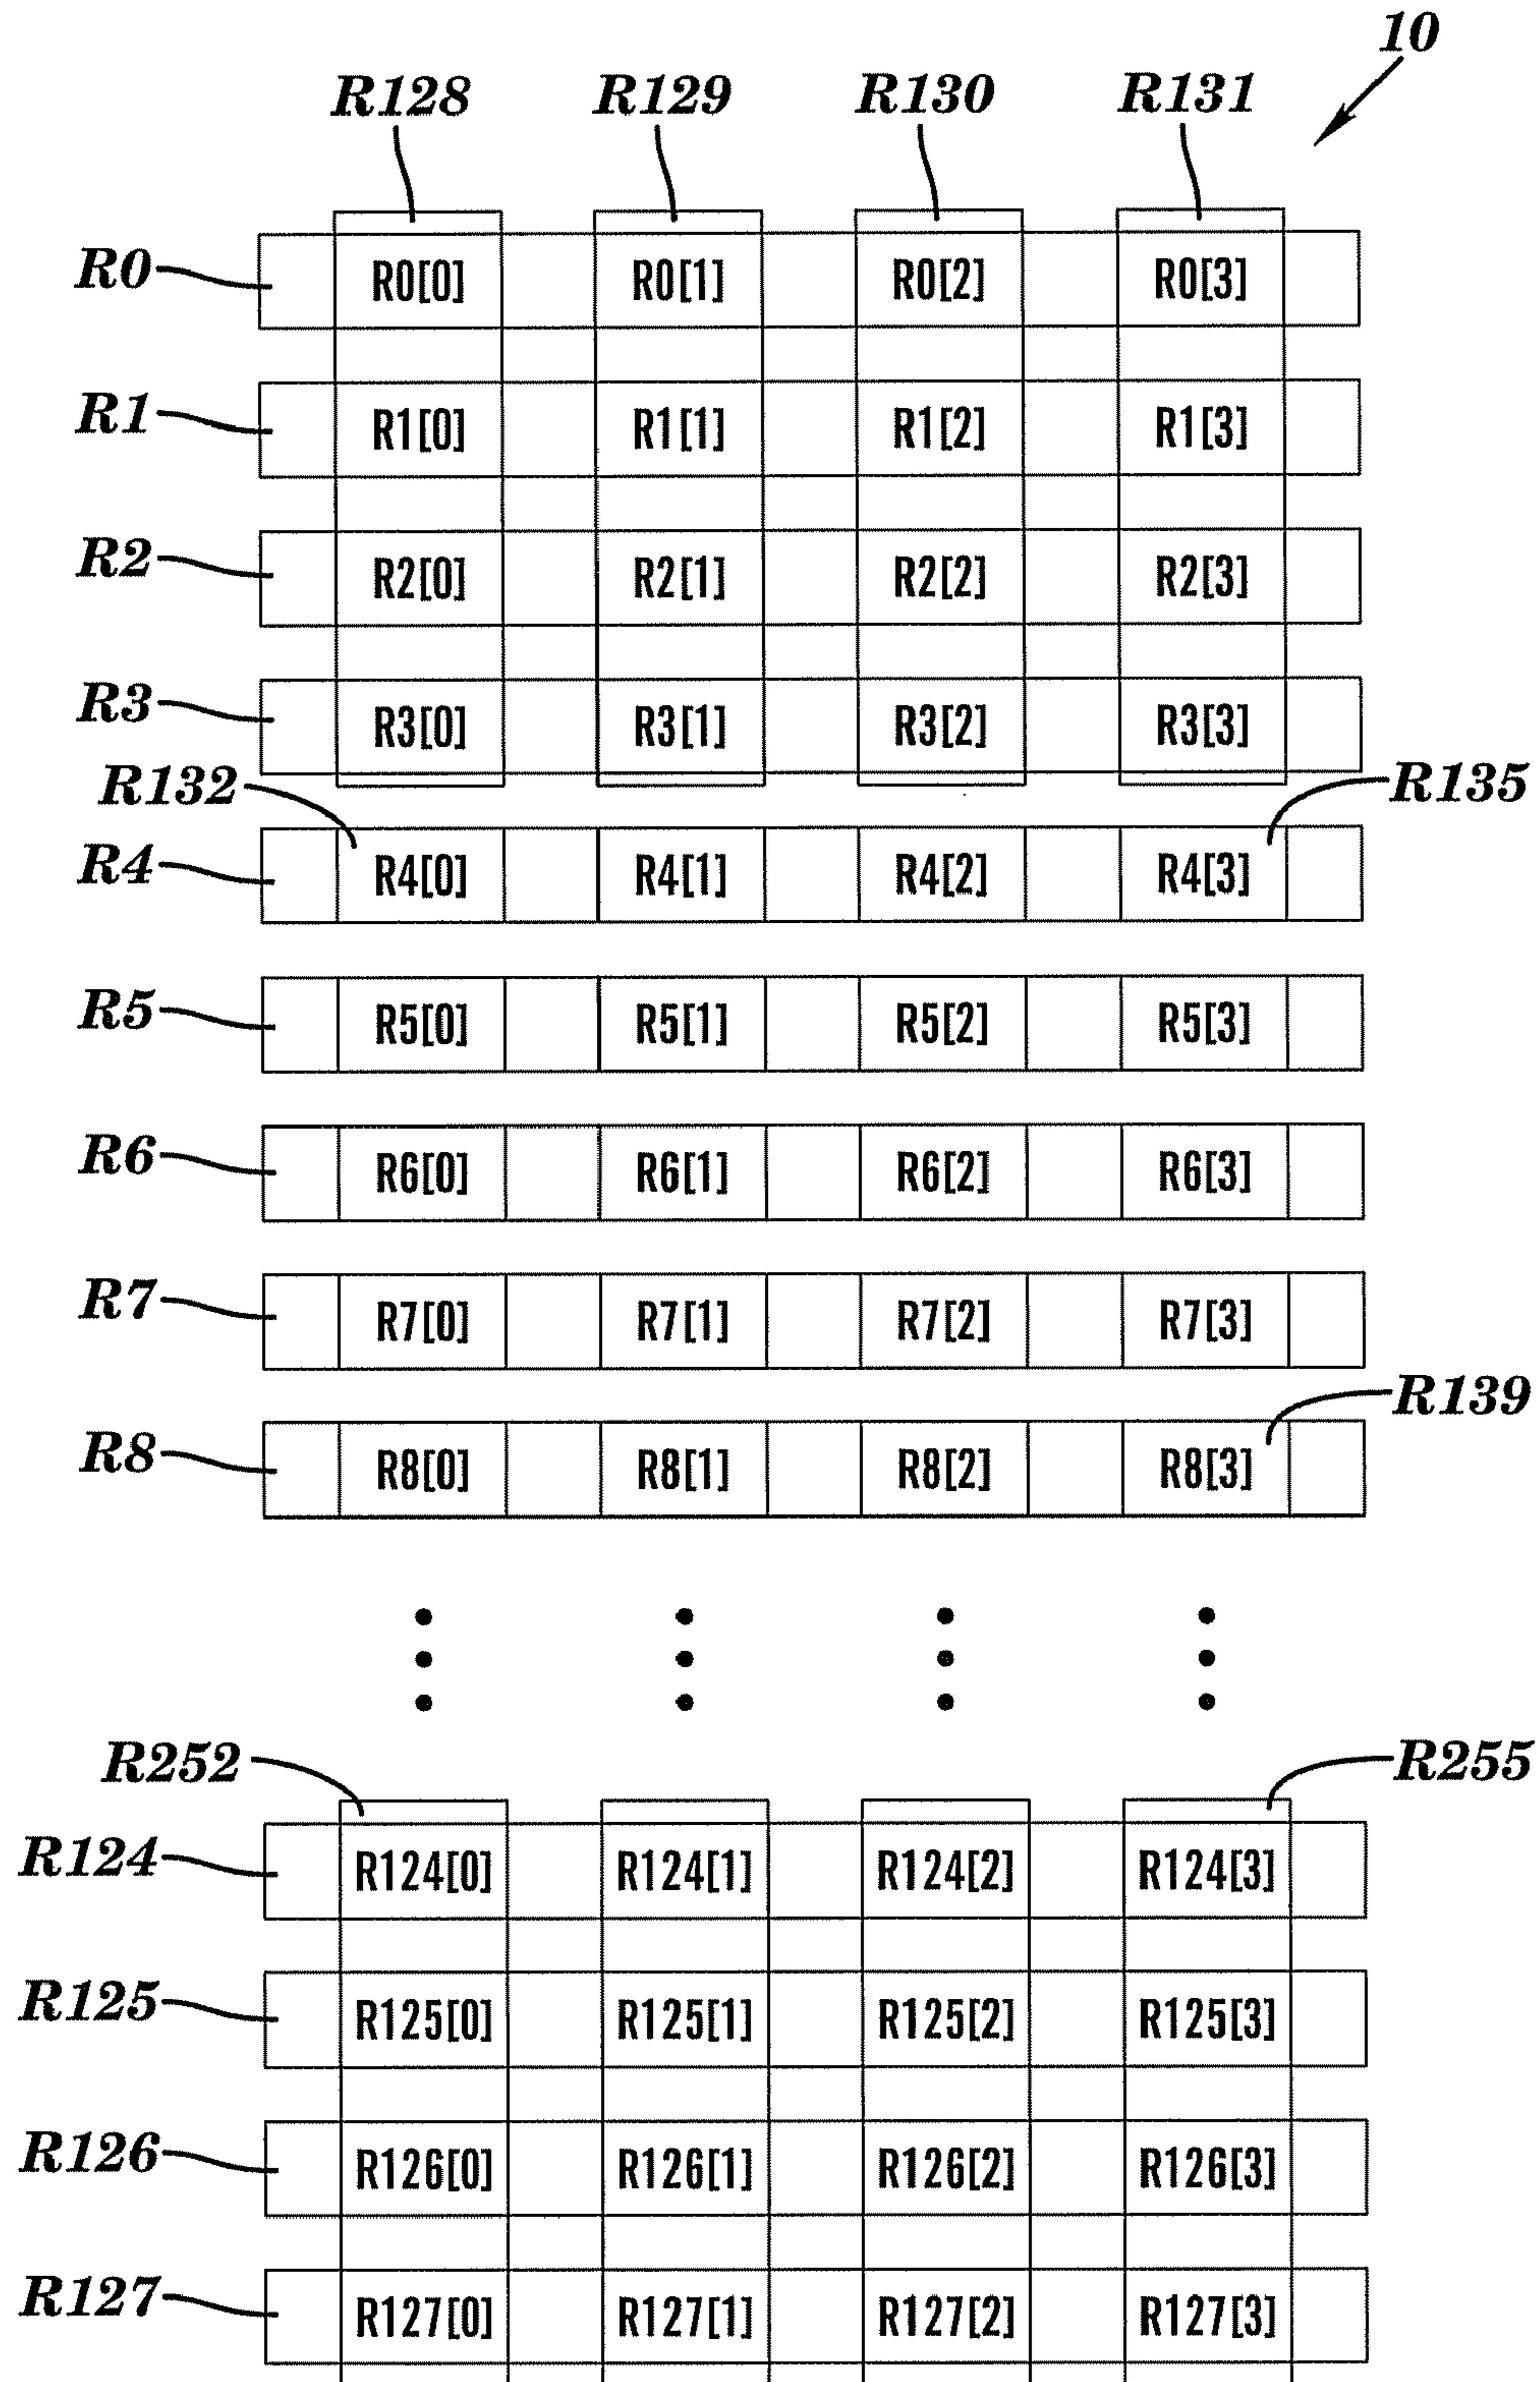 10
R128 R129 R130 R131
R0 R0[0] R0[1] R0[2] R0[3]
R1 R1[0] R1[1] R1[2] R1[3]
R2 R2[0] R2[1] R2[2] R2[3]
R3 R3[0] R3[1] R3[2] R3[3]
R132 R135
R4 R4[0] R4[1] R4[2] R4[3]
R5 R5[0] R5[1] R5[2] R5[3]
R6 R6[0] R6[1] R6[2] R6[3]
R7 R7[0] R7[1] R7[2] R7[3]
R139
R8 R8[0] R8[1] R8[2] R8[3]
R252 R255
R124 R124[0] R124[1] R124[2] R124[3]
R125 R125[0] R125[1] R125[2] R125[3]
R126 R126[0] R126[1] R126[2] R126[3]
R127 R127[0] R127[1] R127[2] R127[3]